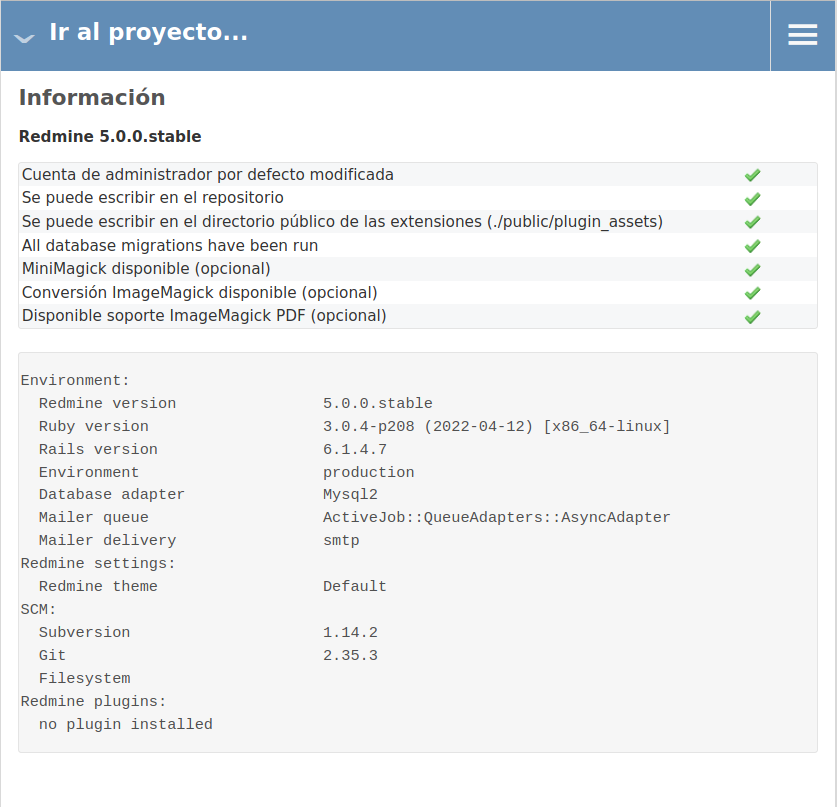 Ir al proyecto...
Información
Redmine 5.0.0.stable
Cuenta de administrador por defecto modificada
Se puede escribir en el repositorio
Se puede escribir en el directorio público de las extensiones (./public/plugin_assets)
All database migrations have been run
MiniMagick disponible (opcional)
Conversión ImageMagick disponible (opcional)
Disponible soporte ImageMagick PDF (opcional)
Environment:
  Redmine version                5.0.0.stable
  Ruby version                   3.0.4-p208 (2022-04-12) [x86_64-linux]
  Rails version                  6.1.4.7
  Environment                    production
  Database adapter               Mysql2
  Mailer queue                   ActiveJob::QueueAdapters::AsyncAdapter
  Mailer delivery                smtp
Redmine settings:
  Redmine theme                  Default
SCM:
  Subversion                     1.14.2
  Git                            2.35.3
  Filesystem
Redmine plugins:
  no plugin installed